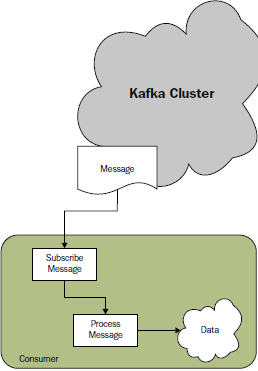 Kafka Cluster
Message
Subscribe
Message
Process
Message
Data
Consumer